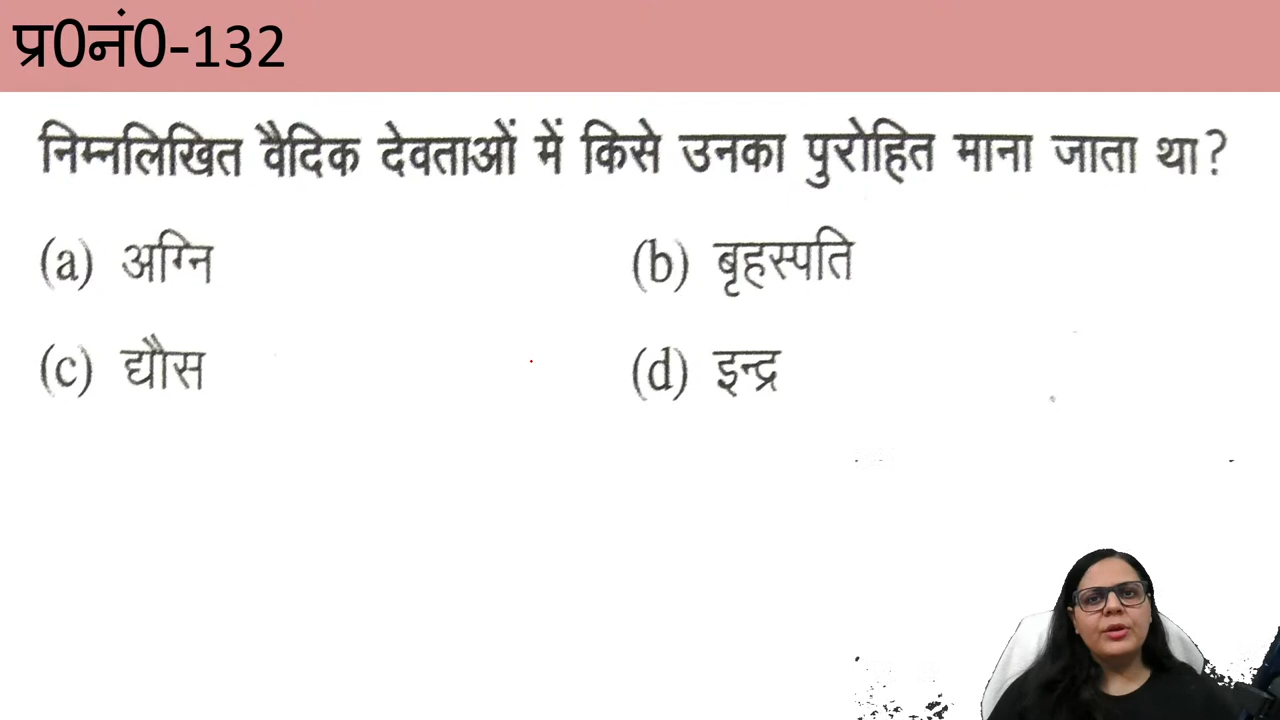 प्र0नं0-132
निम्नलिखित वैदिक देवताओं में किसे उनका पुरोहित माना जाता था?
(a) अग्नि (b) बृहस्पति
(c) द्यौस (d) इन्द्र